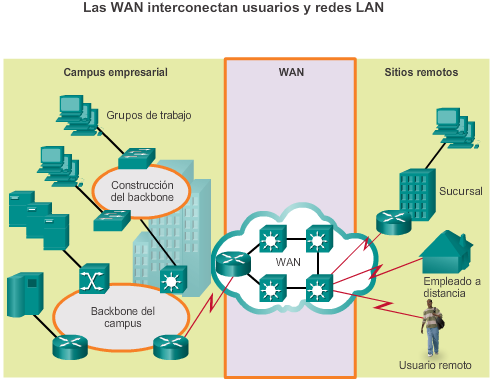 Las WAN interconectan usuarios y redes LAN
Campus empresarial
WAN
Sitios remotos
Grupos de trabajo
Construcción
del backbone
Sucursal
WAN
Empleado a
distancia
Backbone del
campus
Usuario remoto